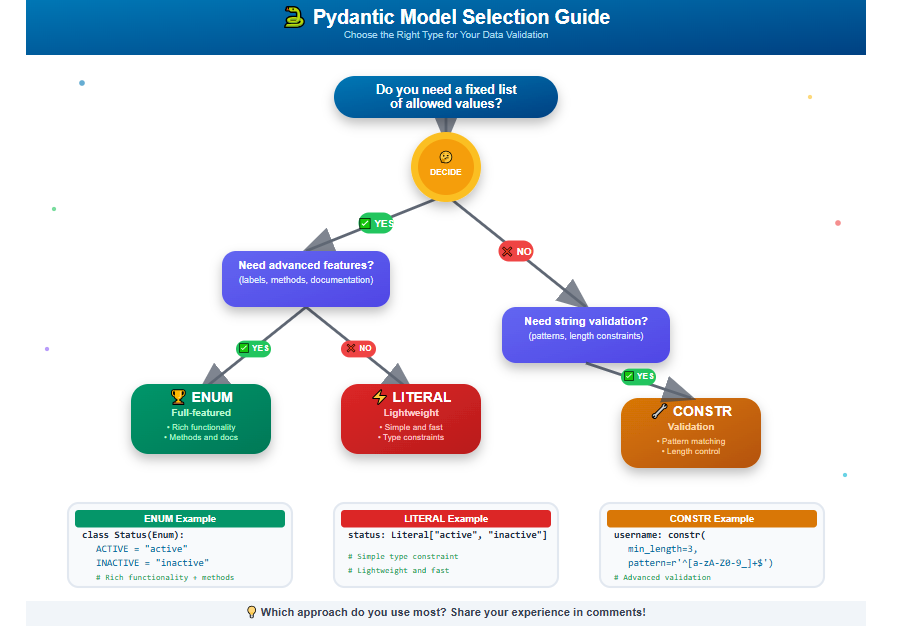 Pydantic Model Selection Guide
Choose the Right Type for Your Data Validation
Do you need a fixed list
of allowed values?
DECIDE
YES
NO
Need advanced features?
(labels, methods, documentation)
Need string validation?
(patterns, length constraints)
YES
NO
YES
ENUM
Full-featured
• Rich functionality
• Methods and docs
LITERAL
Lightweight
• Simple and fast
• Type constraints
CONSTR
Validation
• Pattern matching
• Length control
ENUM Example
class Status(Enum):
ACTIVE = "active"
INACTIVE = "inactive"
# Rich functionality + methods
LITERAL Example
status: Literal["active", "inactive"]
# Simple type constraint
# Lightweight and fast
CONSTR Example
username: constr(
min_length=3,
pattern=r'^[a-zA-Z0-9_]+$')
# Advanced validation
Which approach do you use most? Share your experience in comments!